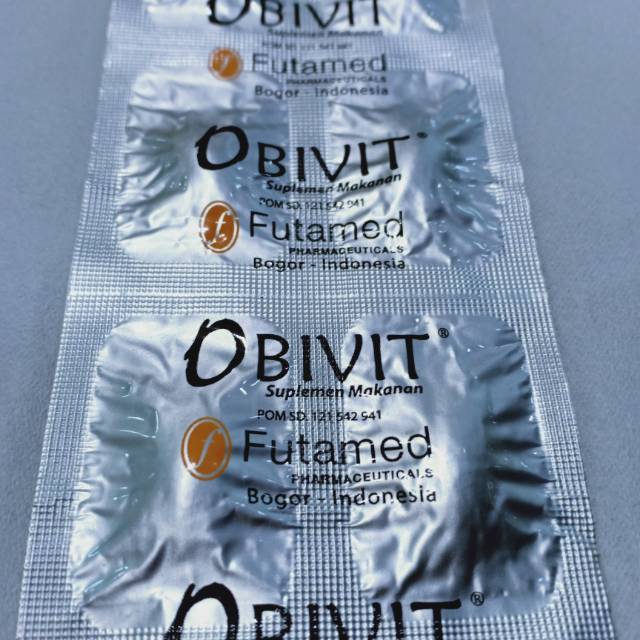 OBIVIT
Suplemen Makanan
Futamed
PHARMACEUTICALS
Bogor - Indonesia
OBIVIT
Suplemen Makanan
POM SD. 121 542 941
Futamed
PHARMACEUTICALS
Bogor - Indonesia
OBIVIT®
Suplemen Makanan
POM SD. 121 542 941
Futamed
PHARMACEUTICALS
Bogor - Indonesia
OBIVIT®